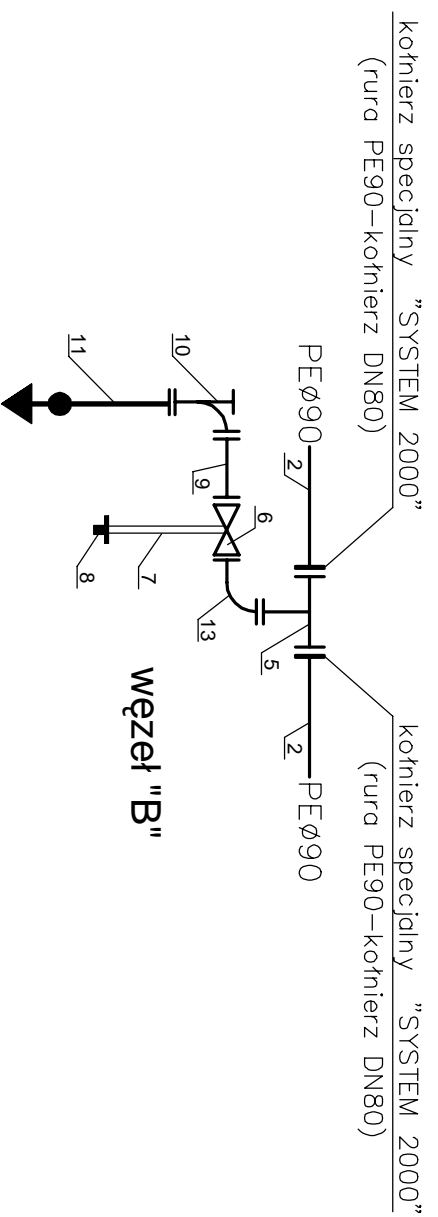 kołnierz specjalny "SYSTEM 2000"
(rura PE90-kołnierz DN80)
kołnierz specjalny "SYSTEM 2000"
(rura PE90-kołnierz DN80)
PEØ90
2
5
2
PEØ90
11
10
9
6
13
8
7
węzeł "B"